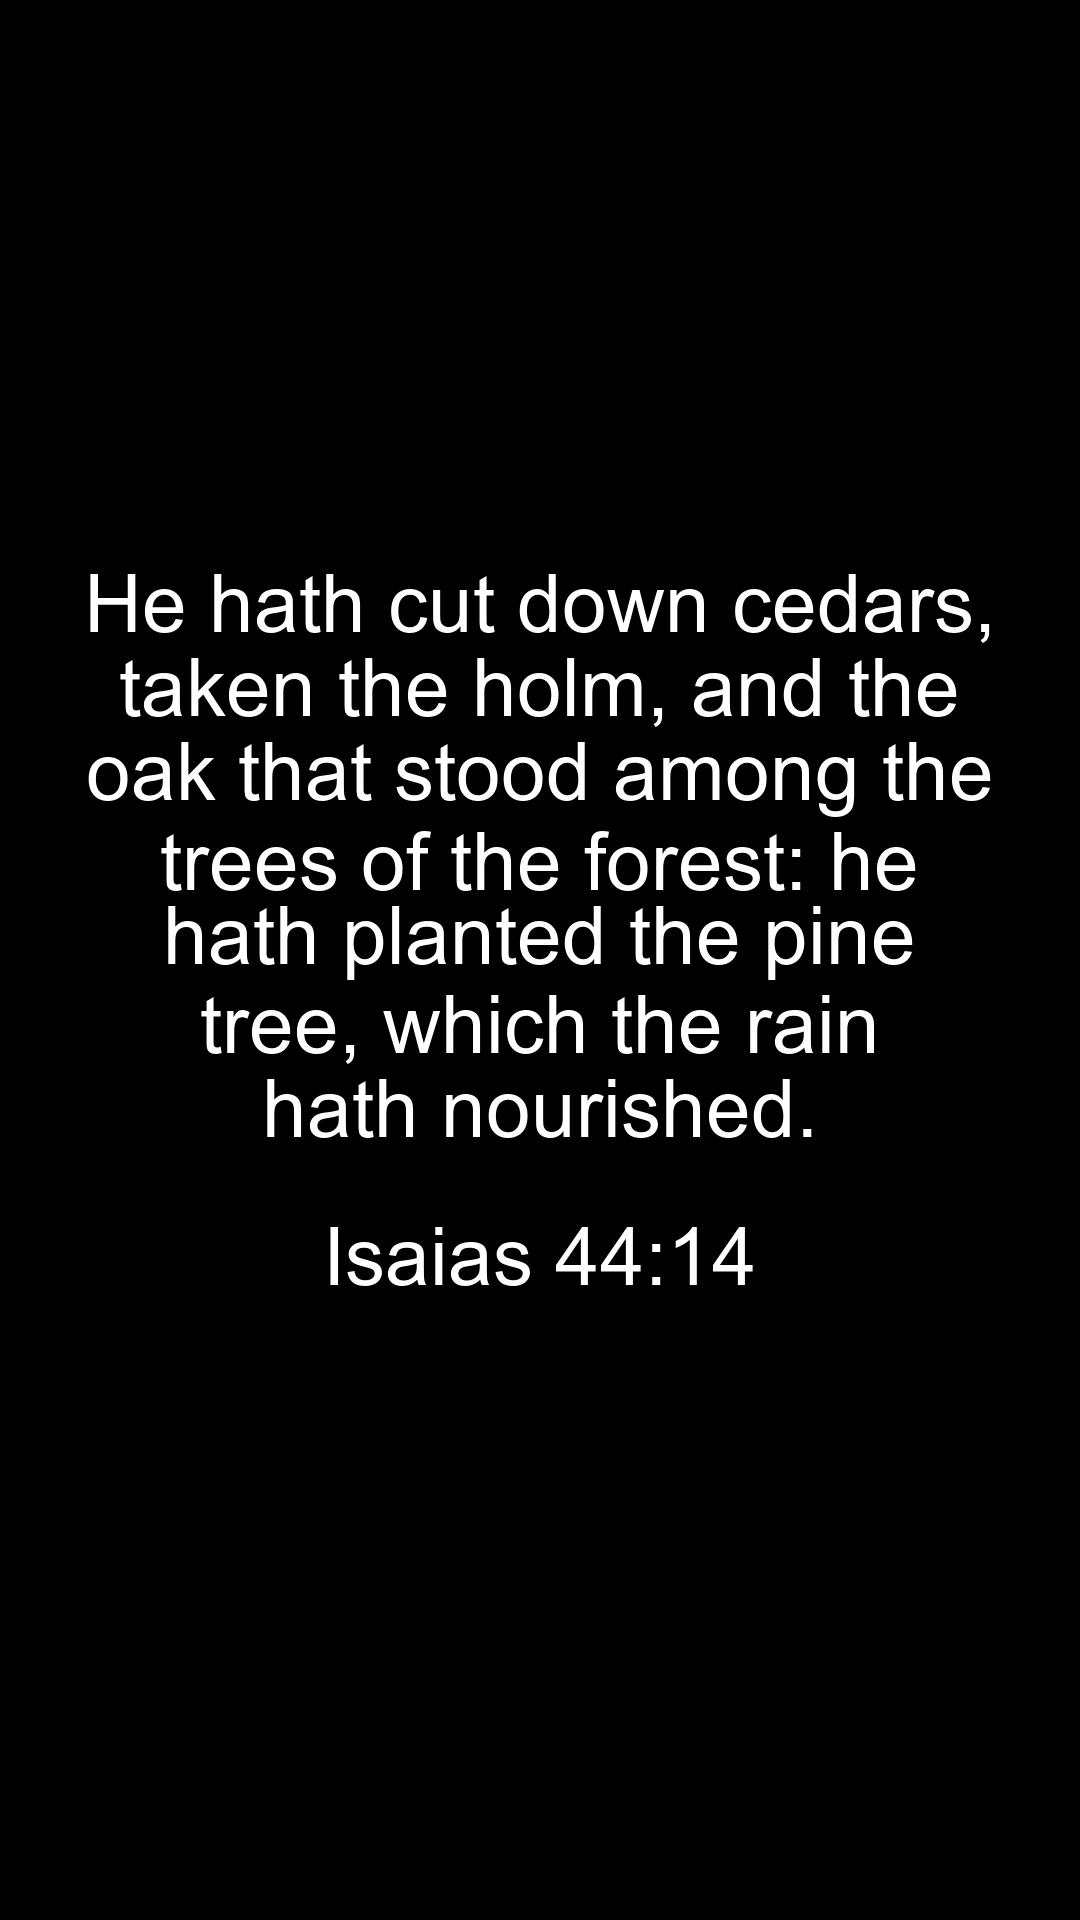 He hath cut down cedars,
taken the holm, and the
oak that stood among the
trees of the forest: he
hath planted the pine
tree, which the rain
hath nourished.
Isaias 44:14